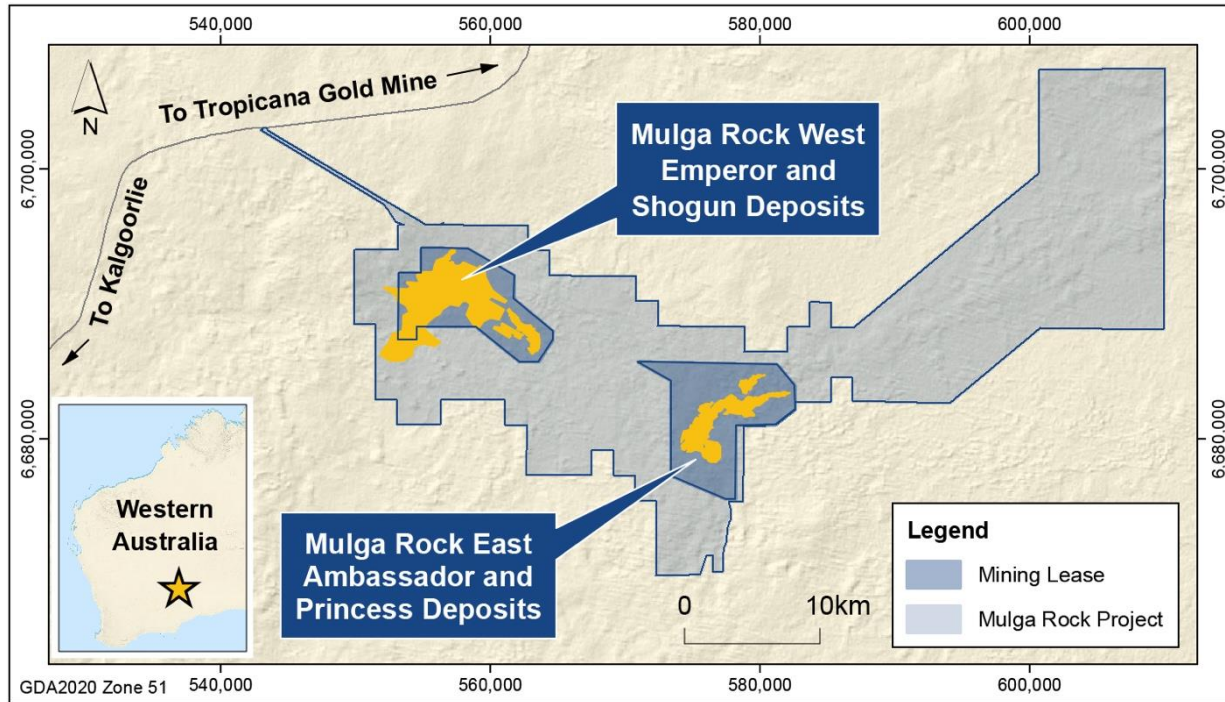 540,000
560,000
580,000
600,000
To Tropicana Gold Mine
N
Mulga Rock West
Emperor and
Shogun Deposits
6,700,000
6,700,000
To Kalgoorlie
6,680,000
6,680,000
Western
Australia
Mulga Rock East
Ambassador and
Princess Deposits
0
10km
Legend
Mining Lease
Mulga Rock Project
GDA2020 Zone 51
540,000
560,000
580,000
600,000